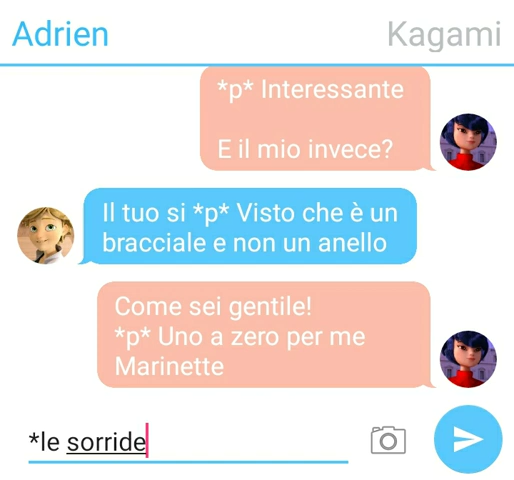 Adrien
Kagami
*p* Interessante
E il mio invece?
Il tuo si *p* Visto che è un
bracciale e non un anello
Come sei gentile!
*p* Uno a zero per me
Marinette
*le sorride